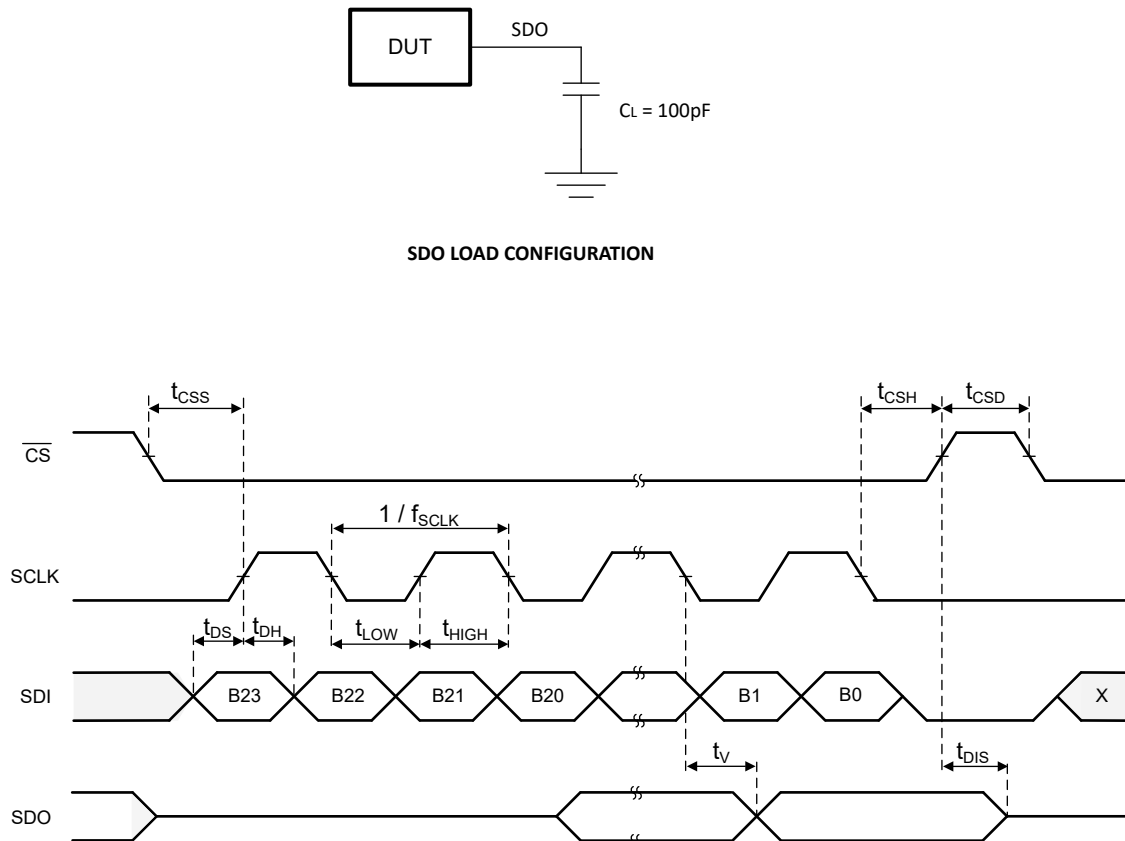 SDO
DUT
CL = 100pF
SDO LOAD CONFIGURATION
tCSS
tCSH
tCSD
CS
1 / fSCLK
SCLK
tDS
tDH
tLOW
tHIGH
SDI
B23
B22
B21
B20
B1
B0
X
tV
tDIS
SDO